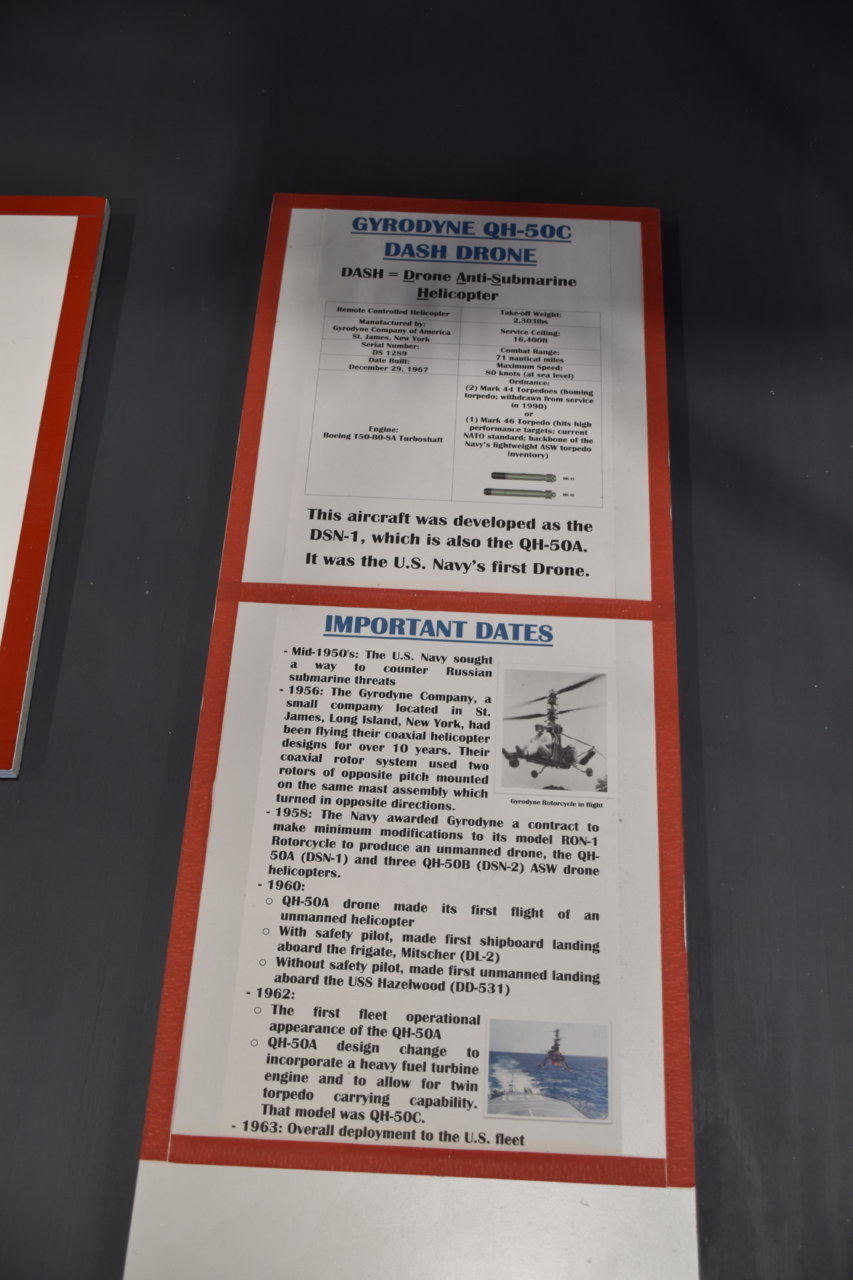 GYRODYNE QH-50C
DASH DRONE
DASH = Drone Anti-Submarine
Helicopter
Remote Controlled Helicopter
Manufactured by:
Gyrodyne Company of America
St. James, New York
Serial Number:
DS 1289
Date Built:
December 29, 1967
Engine:
Boeing T50-B0-8A Turboshaft
Take-off Weight:
2,303lbs
Service Ceiling:
16,400ft
Combat Range:
71 nautical miles
Maximum Speed:
80 knots (at sea level)
Ordnance:
(2) Mark 44 Torpedoes (homing
torpedo; withdrawn from service
in 1990)
or
(1) Mark 46 Torpedo (hits high
performance targets; current
NATO standard; backbone of the
Navy's lightweight ASW torpedo
inventory)
This aircraft was developed as the
DSN-1, which is also the QH-50A.
It was the U.S. Navy's first Drone.
IMPORTANT DATES
- Mid-1950's: The U.S. Navy sought
a way to counter Russian
submarine threats
- 1956: The Gyrodyne Company, a
small company located in St.
James, Long Island, New York, had
been flying their coaxial helicopter
designs for over 10 years. Their
coaxial rotor system used two
rotors of opposite pitch mounted
on the same mast assembly which
turned in opposite directions.
Gyrodyne Rotorcycle in flight
- 1958: The Navy awarded Gyrodyne a contract to
make minimum modifications to its model RON-1
Rotorcycle to produce an unmanned drone, the QH-
50A (DSN-1) and three QH-50B (DSN-2) ASW drone
helicopters.
- 1960:
○ QH-50A drone made its first flight of an
unmanned helicopter
○ With safety pilot, made first shipboard landing
aboard the frigate, Mitscher (DL-2)
○ Without safety pilot, made first unmanned landing
aboard the USS Hazelwood (DD-531)
- 1962:
○ The first fleet operational
appearance of the QH-50A
○ QH-50A design change to
incorporate a heavy fuel turbine
engine and to allow for twin
torpedo carrying capability.
That model was QH-50C.
- 1963: Overall deployment to the U.S. fleet